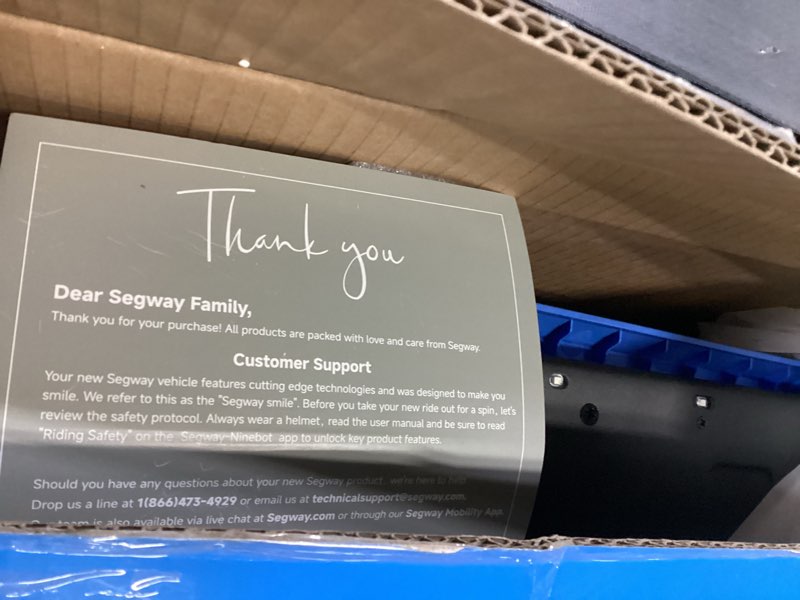 Thank you
Dear Segway Family,
Thank you for your purchase! All products are packed with love and care from Segway.
Customer Support
Your new Segway vehicle features cutting edge technologies and was designed to make you
smile. We refer to this as the "Segway smile". Before you take your new ride out for a spin, let's
review the safety protocol. Always wear a helmet, read the user manual and be sure to read
"Riding Safety" on the Segway-Ninebot app to unlock key product features.
Should you have any questions about your new Segway product, we're here to help
Drop us a line at 1(866)473-4929 or email us at technicalsupport@segway.com.
team is also available via live chat at Segway.com or through our Segway Mobility App.